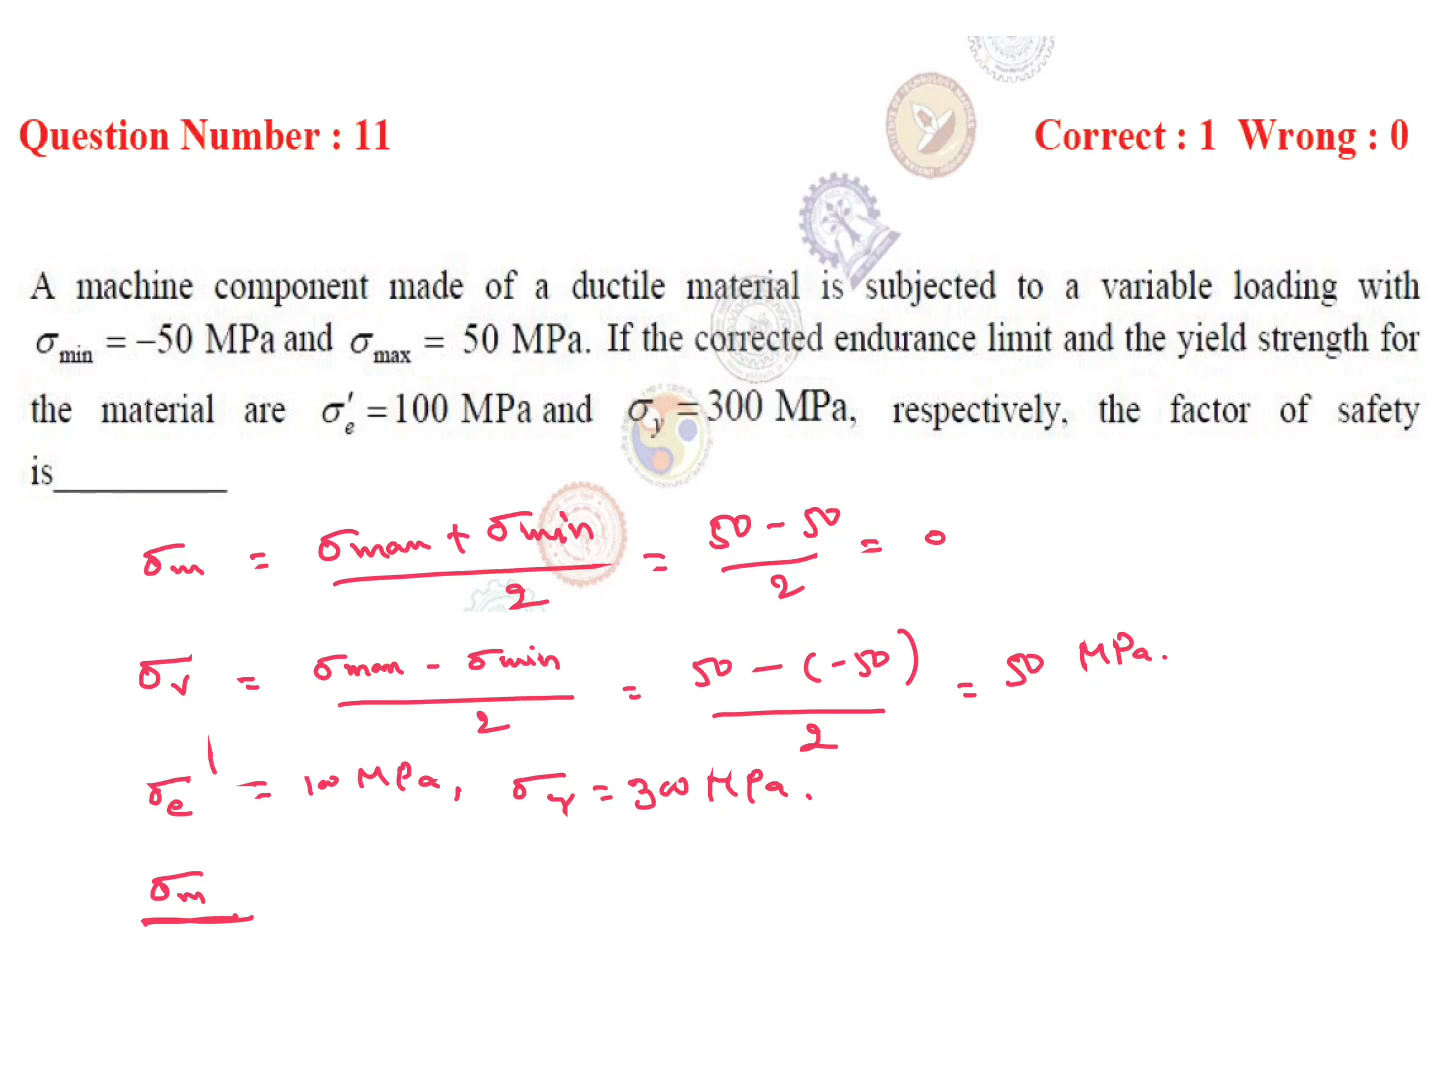 Question Number : 11 Correct : 1 Wrong : 0
A machine component made of a ductile material is subjected to a variable loading with
σmin = −50 MPa and σmax = 50 MPa. If the corrected endurance limit and the yield strength for
the material are σ′e = 100 MPa and σy = 300 MPa, respectively, the factor of safety
is__________
σm = (σmax + σmin)/2 = (50 - 50)/2 = 0
σv = (σmax - σmin)/2 = (50 - (-50))/2 = 50 MPa.
σe' = 100 MPa, σy = 300 MPa.
σm